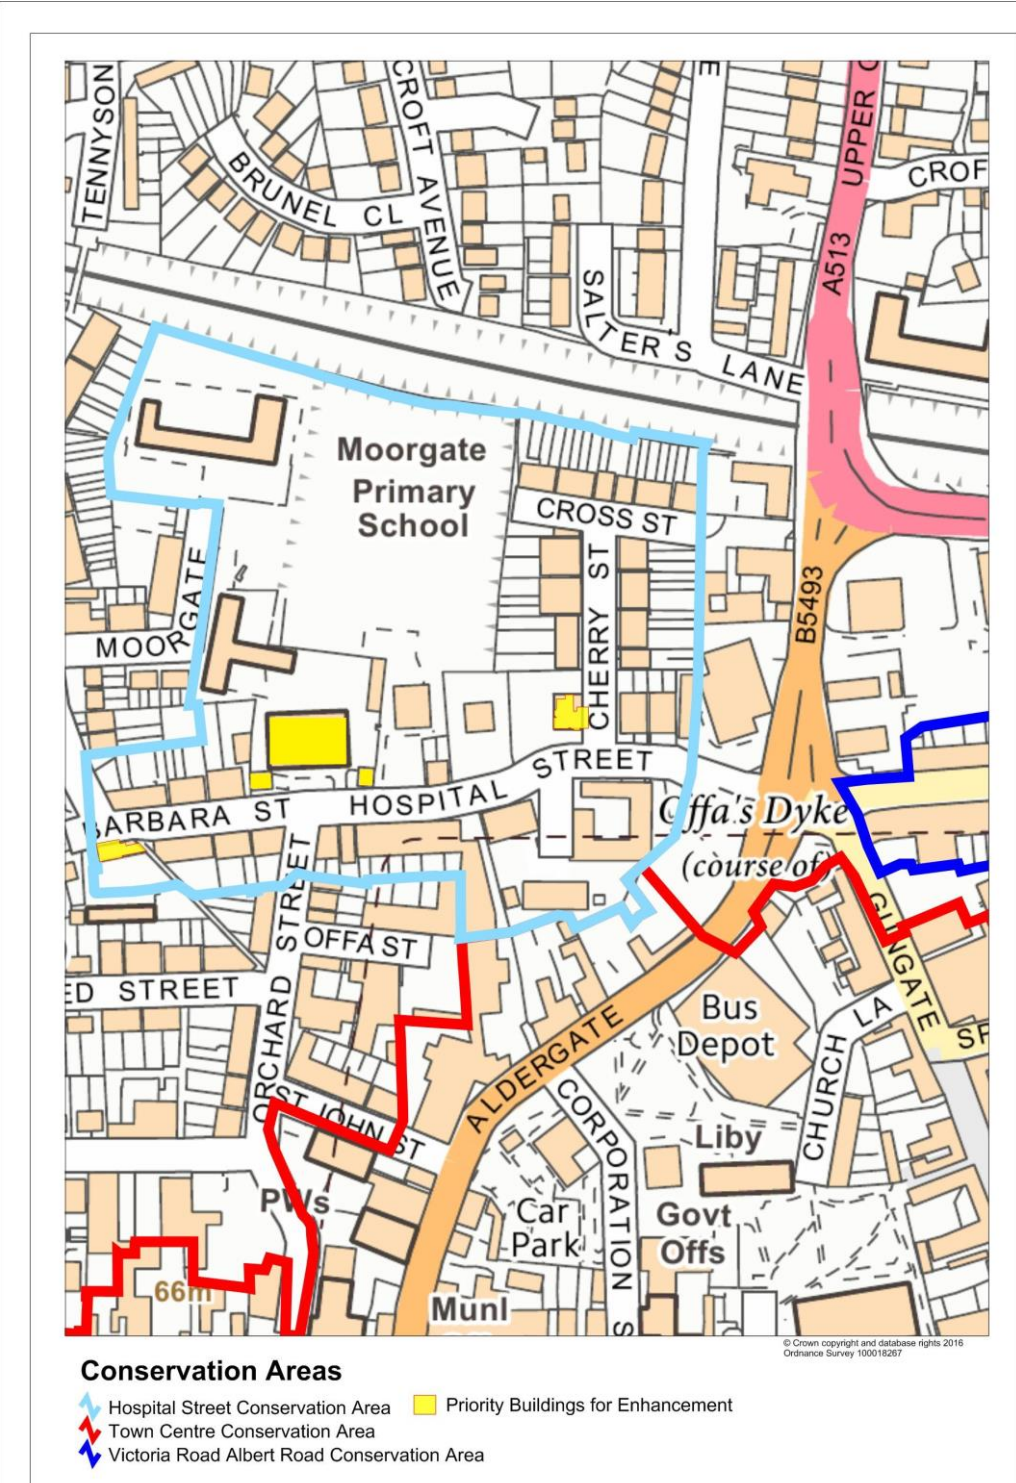 TENNYSON
CROFT AVENUE
E
UPPER
BRUNEL CL
CROF
A513
SALTER'S LANE
Moorgate
Primary
School
CROSS ST
CHERRY ST
B5493
MOORGATE
STREET
HOSPITAL
BARBARA ST
Offa's Dyke
(course of)
GUNGATE
ORCHARD STREET
OFFA ST
ED STREET
Bus
Depot
CHURCH LA
ALDERGATE
SP
ST JOHN ST
CORPORATION S
Liby
PWs
Car
Park
Govt
Offs
66m
Munl
© Crown copyright and database rights 2016
Ordnance Survey 100018267
Conservation Areas
Hospital Street Conservation Area
Priority Buildings for Enhancement
Town Centre Conservation Area
Victoria Road Albert Road Conservation Area